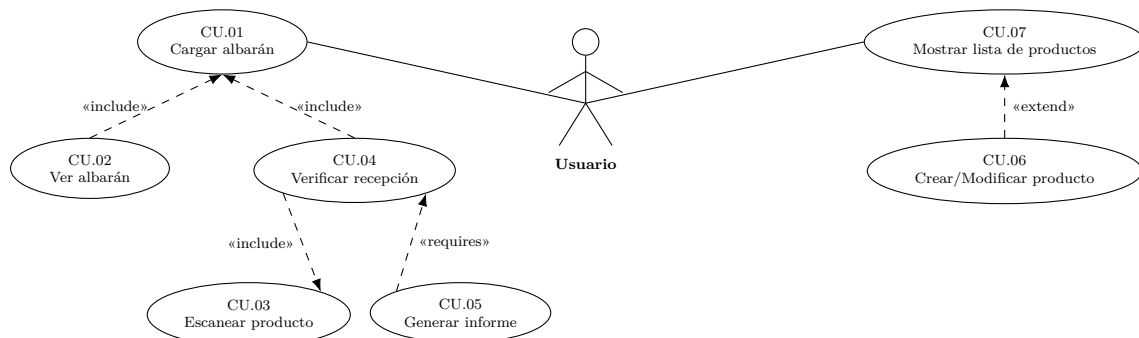 CU.01
Cargar albarán
CU.07
Mostrar lista de productos
«include»
«include»
«extend»
CU.02
Ver albarán
CU.04
Verificar recepción
Usuario
CU.06
Crear/Modificar producto
«include»
«requires»
CU.03
Escanear producto
CU.05
Generar informe